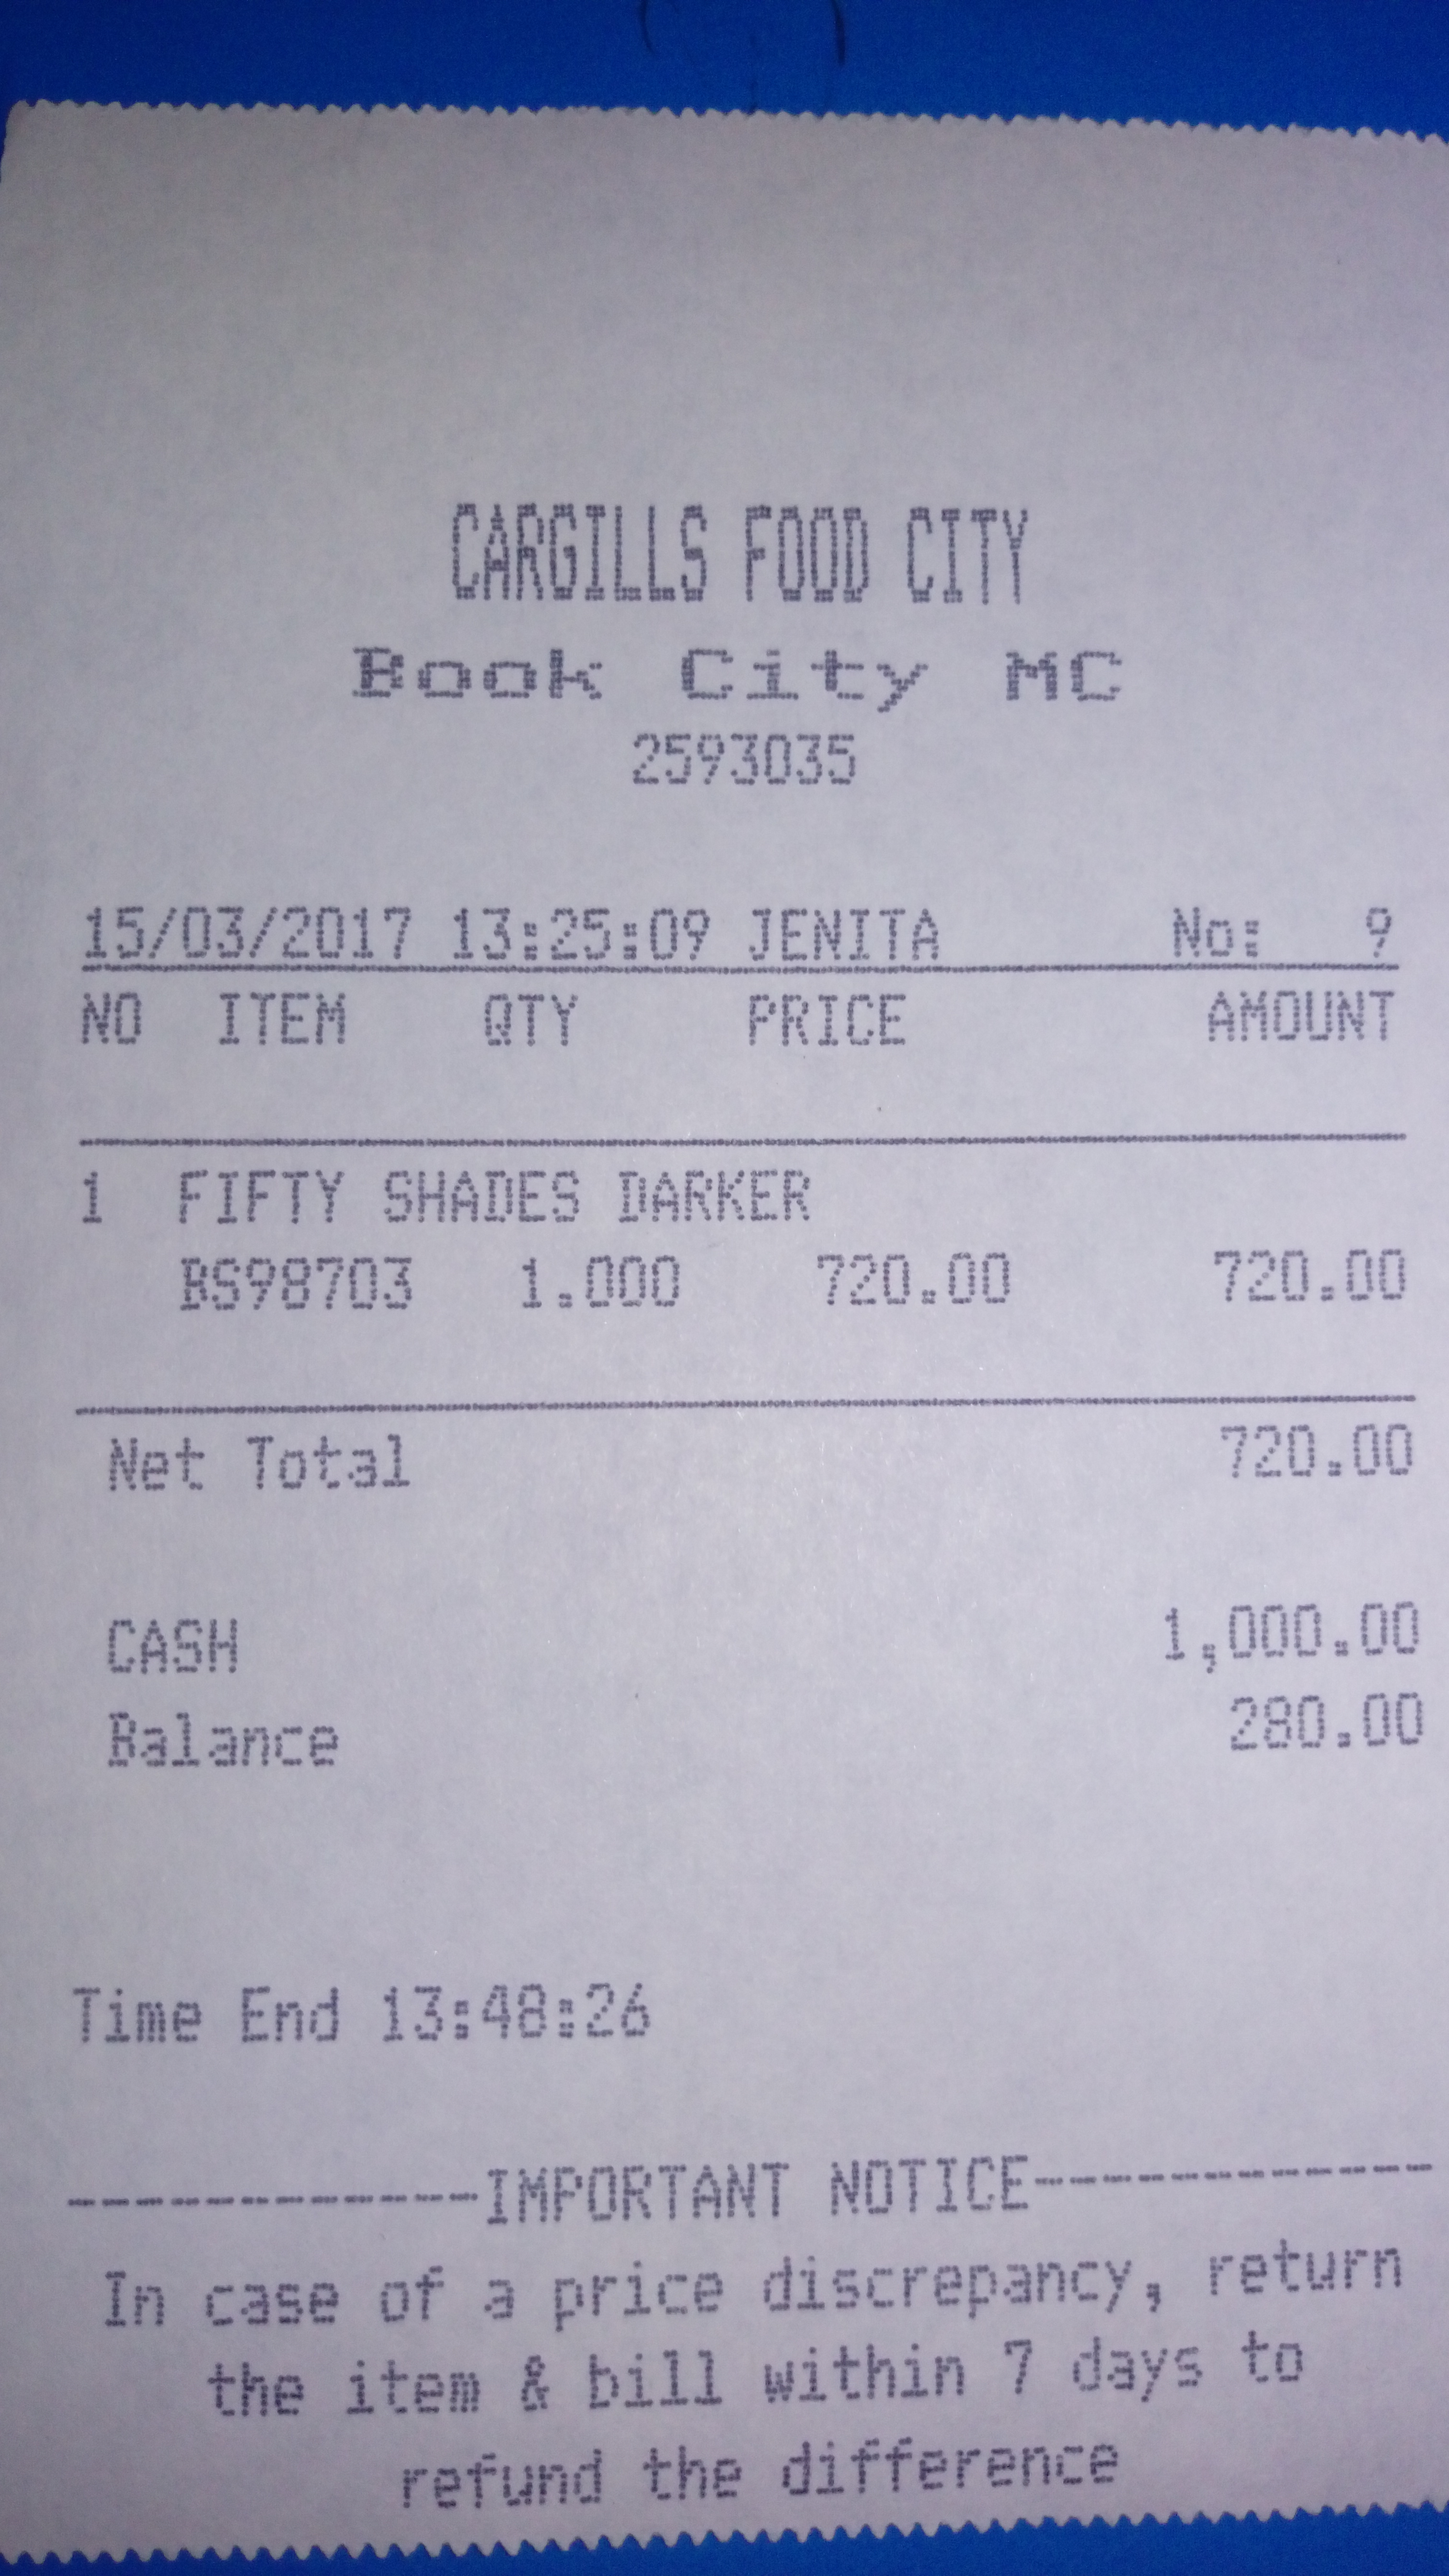 CARGILLS FOOD CITY
Book City MC
2593035
15/03/2017 13:25:09 JENITA No: 9
NO ITEM QTY PRICE AMOUNT
1 FIFTY SHADES DARKER
BS98703 1.000 720.00 720.00
Net Total 720.00
CASH 1,000.00
Balance 280.00
Time End 13:48:26
------------IMPORTANT NOTICE------------
In case of a price discrepancy, return
the item & bill within 7 days to
refund the difference